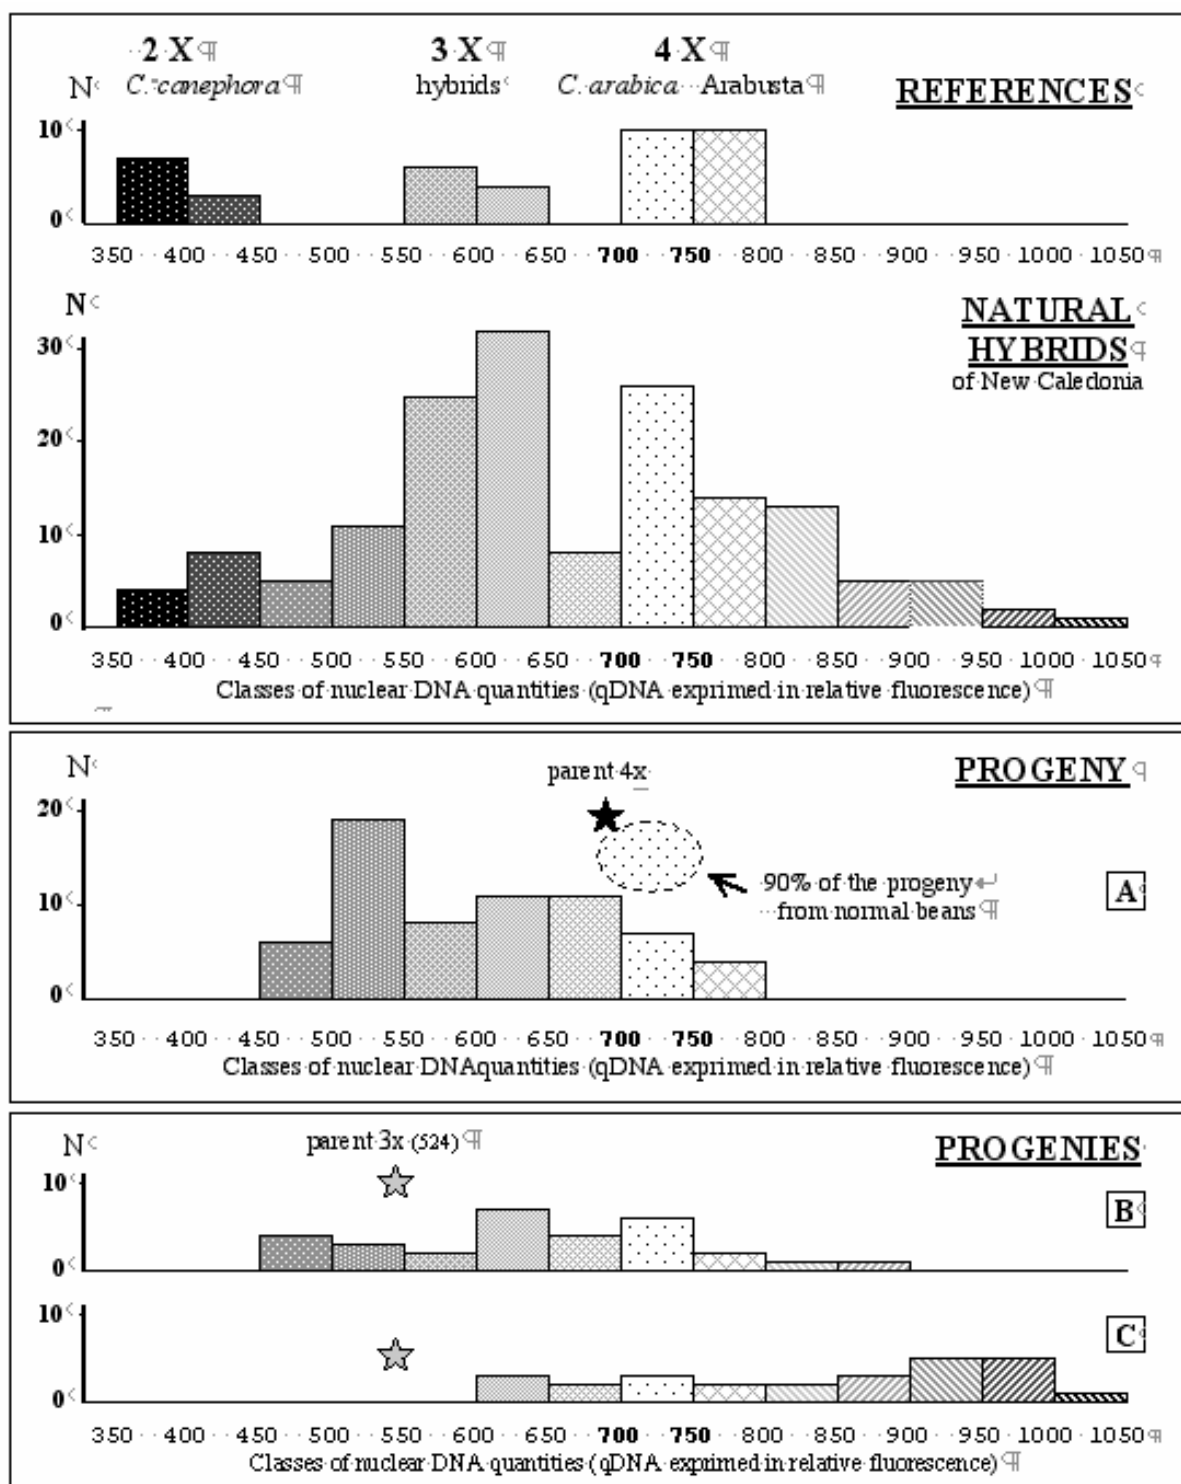 2 X ¶ 3 X ¶ 4 X ¶
N C. canephora ¶ hybrids C. arabica Arabusta ¶ REFERENCES
10
0
350 400 450 500 550 600 650 700 750 800 850 900 950 1000 1050 ¶
N NATURAL
HYBRIDS ¶
of New Caledonia
30
20
10
0
350 400 450 500 550 600 650 700 750 800 850 900 950 1000 1050 ¶
Classes of nuclear DNA quantities (qDNA exprimed in relative fluorescence) ¶
¶
N parent 4x PROGENY ¶
20
90% of the progeny ↵
10 from normal beans ¶ A
0
350 400 450 500 550 600 650 700 750 800 850 900 950 1000 1050 ¶
Classes of nuclear DNAquantities (qDNA exprimed in relative fluorescence) ¶
N parent 3x (524) ¶ PROGENIES
10
B
0
10
C
0
350 400 450 500 550 600 650 700 750 800 850 900 950 1000 1050 ¶
Classes of nuclear DNA quantities (qDNA exprimed in relative fluorescence) ¶